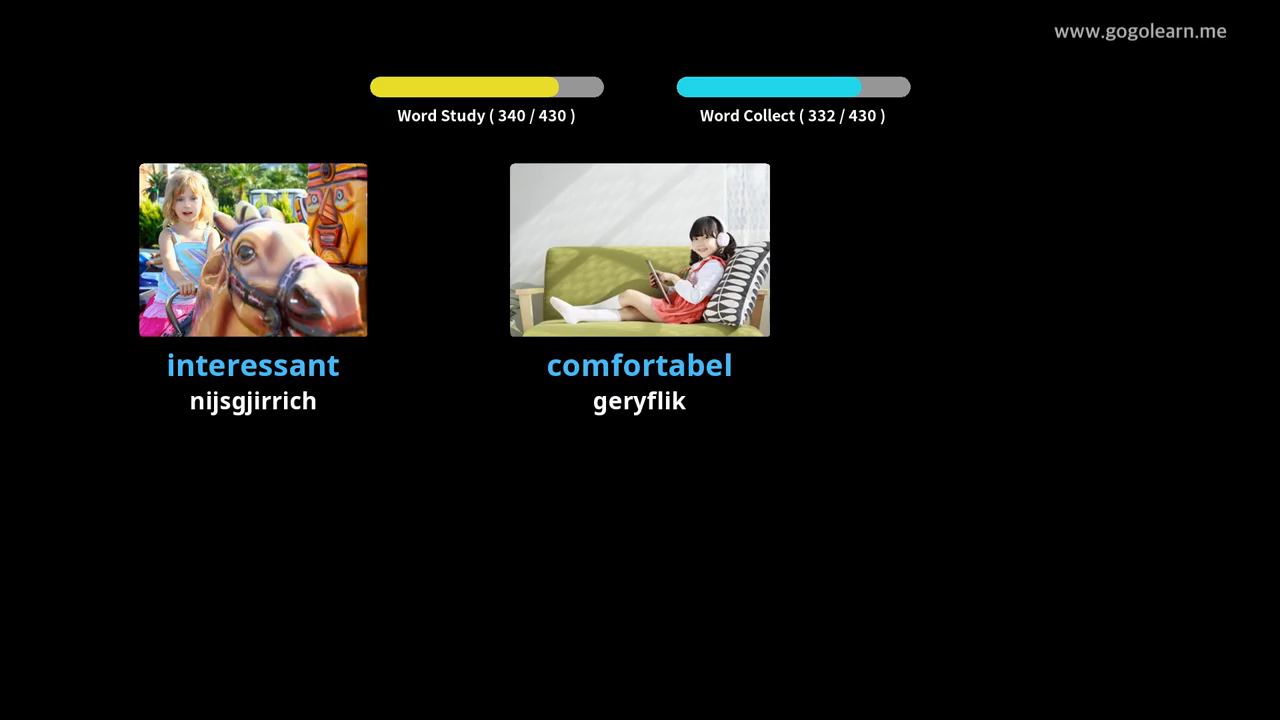 www.gogolearn.me
Word Study ( 340 / 430 )
Word Collect ( 332 / 430 )
interessant
nijsgjirrich
comfortabel
geryflik